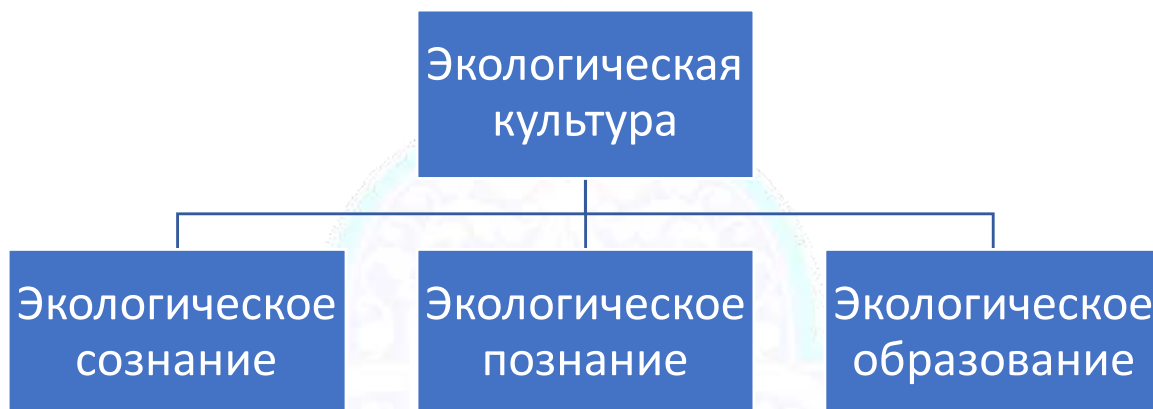 Экологическая
культура
Экологическое
сознание
Экологическое
познание
Экологическое
образование